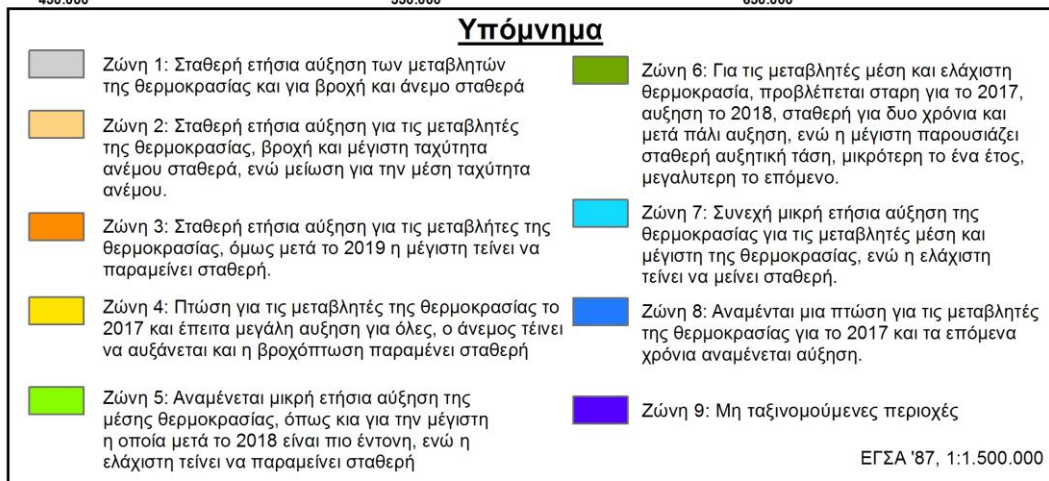 450.000 550.000 650.000
Υπόμνημα
Ζώνη 1: Σταθερή ετήσια αύξηση των μεταβλητών
της θερμοκρασίας και για βροχή και άνεμο σταθερά
Ζώνη 2: Σταθερή ετήσια αύξηση για τις μεταβλητές
της θερμοκρασίας, βροχή και μέγιστη ταχύτητα
ανέμου σταθερά, ενώ μείωση για την μέση ταχύτητα
ανέμου.
Ζώνη 3: Σταθερή ετήσια αύξηση για τις μεταβλήτες της
θερμοκρασίας, όμως μετά το 2019 η μέγιστη τείνει να
παραμείνει σταθερή.
Ζώνη 4: Πτώση για τις μεταβλητές της θερμοκρασίας το
2017 και έπειτα μεγάλη αυξηση για όλες, ο άνεμος τέινει
να αυξάνεται και η βροχόπτωση παραμένει σταθερή
Ζώνη 5: Αναμένεται μικρή ετήσια αύξηση της
μέσης θερμοκρασίας, όπως κια για την μέγιστη
η οποία μετά το 2018 είναι πιο έντονη, ενώ η
ελάχιστη τείνει να παραμείνει σταθερή
Ζώνη 6: Για τις μεταβλητές μέση και ελάχιστη
θερμοκρασία, προβλέπεται σταρη για το 2017,
αυξηση το 2018, σταθερή για δυο χρόνια και
μετά πάλι αυξηση, ενώ η μέγιστη παρουσιάζει
σταθερή αυξητική τάση, μικρότερη το ένα έτος,
μεγαλυτερη το επόμενο.
Ζώνη 7: Συνεχή μικρή ετήσια αύξηση της
θερμοκρασίας για τις μεταβλητές μέση και
μέγιστη της θερμοκρασίας, ενώ η ελάχιστη
τείνει να μείνει σταθερή.
Ζώνη 8: Αναμένται μια πτώση για τις μεταβλητές
της θερμοκρασίας για το 2017 και τα επόμενα
χρόνια αναμένεται αύξηση.
Ζώνη 9: Μη ταξινομούμενες περιοχές
ΕΓΣΑ '87, 1:1.500.000